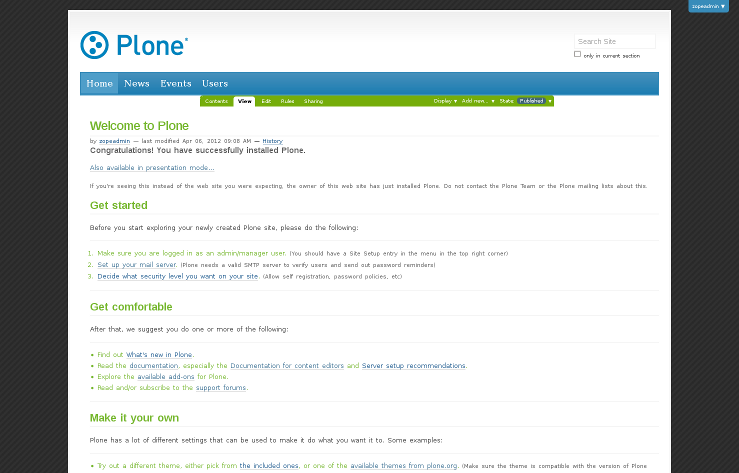 zopeadmin ▼
Plone
Search Site
only in current section
Home News Events Users
Contents View Edit Rules Sharing Display ▼ Add new... ▼ State: Published ▼
Welcome to Plone
by zopeadmin — last modified Apr 06, 2012 09:08 AM — History
Congratulations! You have successfully installed Plone.
Also available in presentation mode...
If you're seeing this instead of the web site you were expecting, the owner of this web site has just installed Plone. Do not contact the Plone Team or the Plone mailing lists about this.
Get started
Before you start exploring your newly created Plone site, please do the following:
1. Make sure you are logged in as an admin/manager user. (You should have a Site Setup entry in the menu in the top right corner)
2. Set up your mail server. (Plone needs a valid SMTP server to verify users and send out password reminders)
3. Decide what security level you want on your site. (Allow self registration, password policies, etc)
Get comfortable
After that, we suggest you do one or more of the following:
• Find out What's new in Plone.
• Read the documentation, especially the Documentation for content editors and Server setup recommendations.
• Explore the available add-ons for Plone.
• Read and/or subscribe to the support forums.
Make it your own
Plone has a lot of different settings that can be used to make it do what you want it to. Some examples:
• Try out a different theme, either pick from the included ones, or one of the available themes from plone.org. (Make sure the theme is compatible with the version of Plone